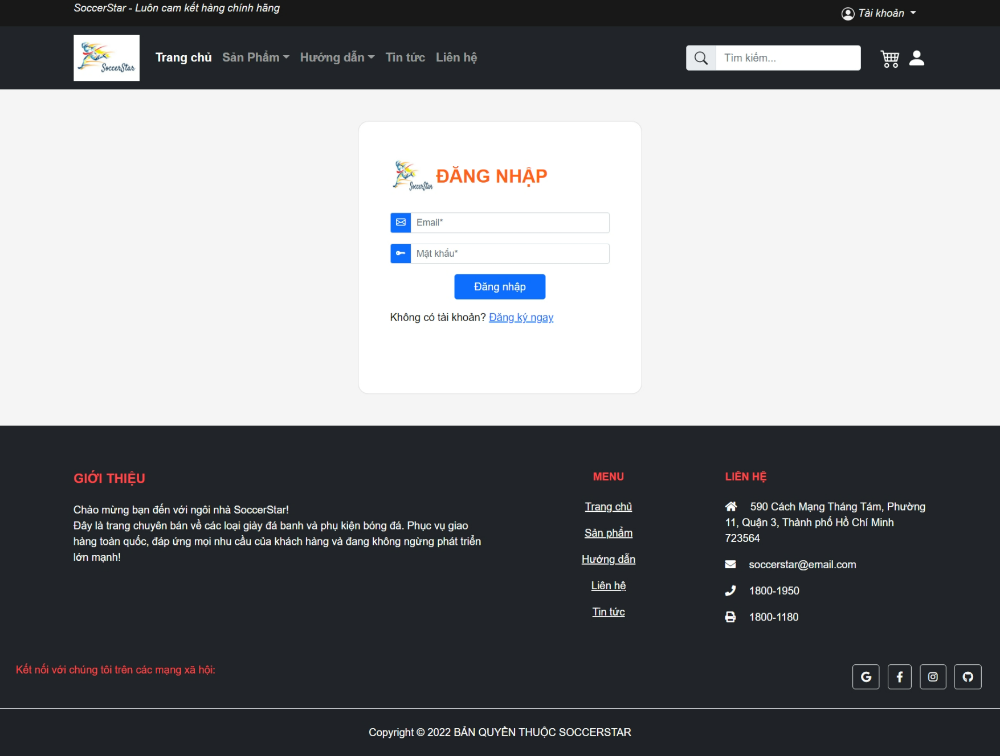 SoccerStar - Luôn cam kết hàng chính hãng
Tài khoản
SoccerStar
Trang chủ Sản Phẩm Hướng dẫn Tin tức Liên hệ
Tìm kiếm...
SoccerStar
ĐĂNG NHẬP
Email*
Mật khẩu*
Đăng nhập
Không có tài khoản? Đăng ký ngay
GIỚI THIỆU
Chào mừng bạn đến với ngôi nhà SoccerStar!
Đây là trang chuyên bán về các loại giày đá banh và phụ kiện bóng đá. Phục vụ giao
hàng toàn quốc, đáp ứng mọi nhu cầu của khách hàng và đang không ngừng phát triển
lớn mạnh!
MENU
Trang chủ
Sản phẩm
Hướng dẫn
Liên hệ
Tin tức
LIÊN HỆ
590 Cách Mạng Tháng Tám, Phường
11, Quận 3, Thành phố Hồ Chí Minh
723564
soccerstar@email.com
1800-1950
1800-1180
Kết nối với chúng tôi trên các mạng xã hội:
Copyright © 2022 BẢN QUYỀN THUỘC SOCCERSTAR